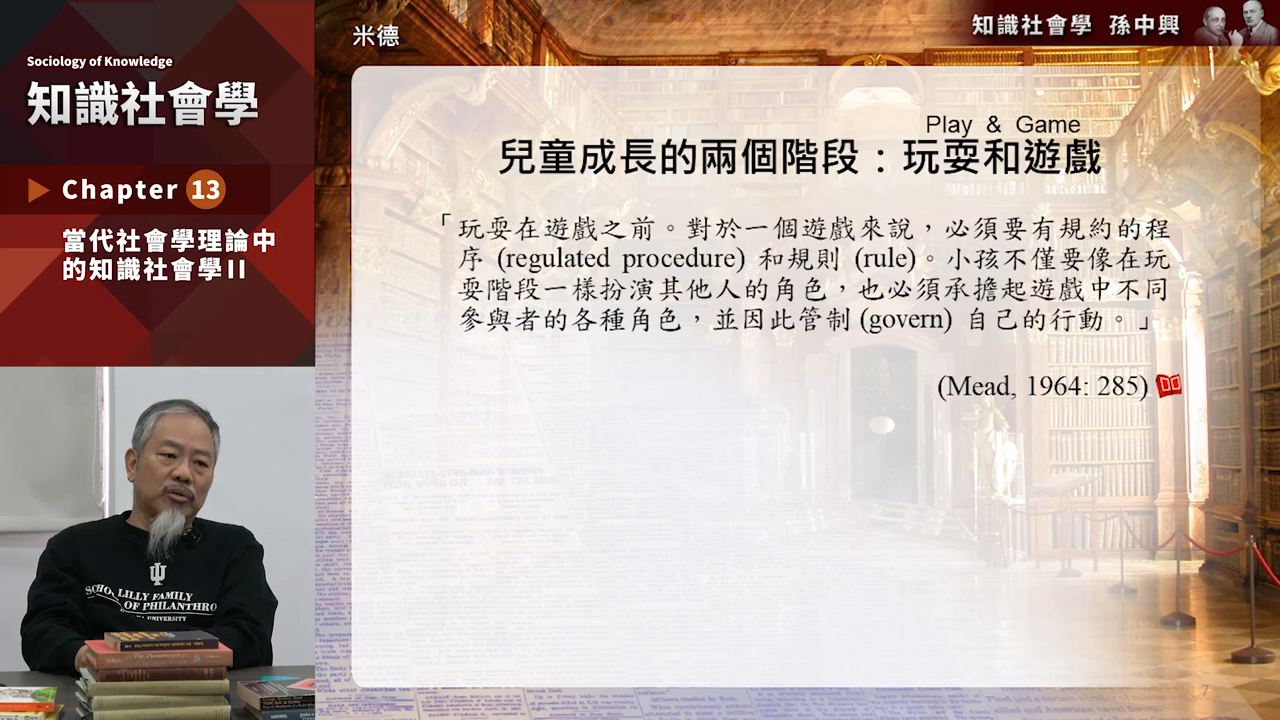 Sociology of Knowledge
知識社會學
Chapter 13
當代社會學理論中
的知識社會學II
米德
知識社會學 孫中興
Play & Game
兒童成長的兩個階段：玩耍和遊戲
「玩耍在遊戲之前。對於一個遊戲來說，必須要有規約的程
序 (regulated procedure) 和規則 (rule)。小孩不僅要像在玩
耍階段一樣扮演其他人的角色，也必須承擔起遊戲中不同
參與者的各種角色，並因此管制 (govern) 自己的行動。」
(Mead, 1964: 285)
LILLY FAMILY
OF PHILANTHRO
UNIVERSITY
7